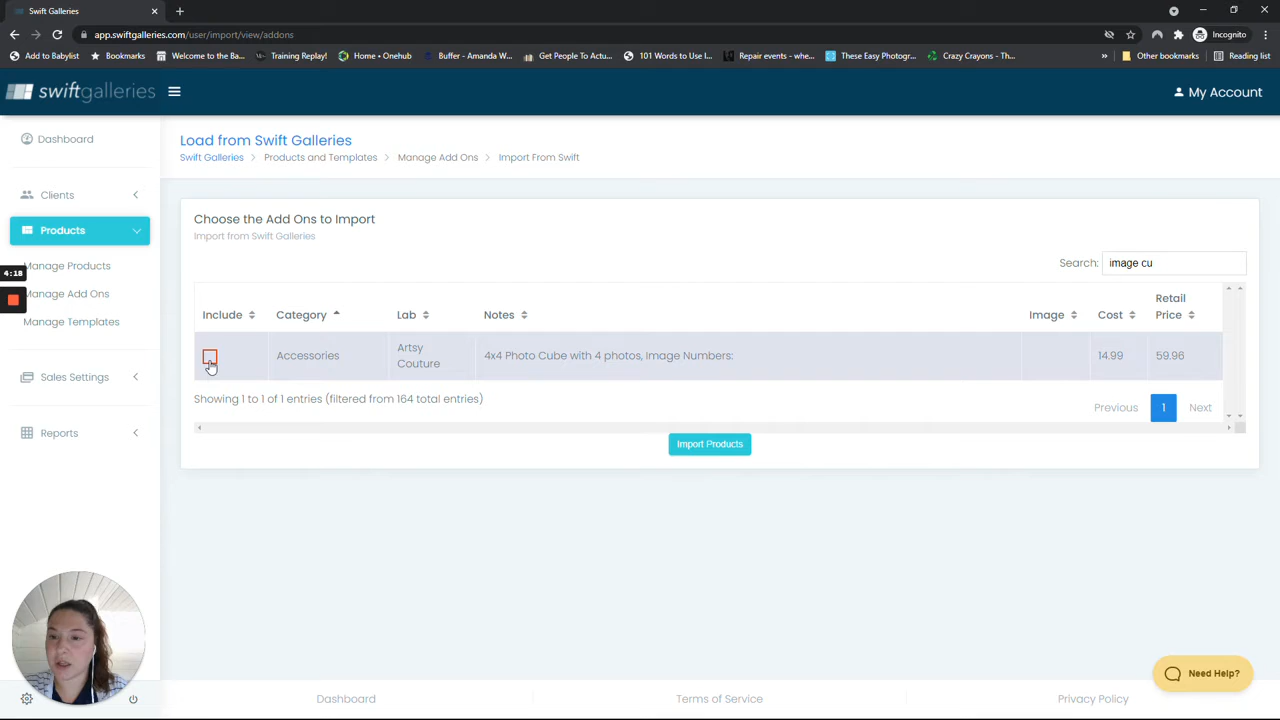 Swift Galleries
app.swiftgalleries.com/user/import/view/addons
Incognito
Add to Babylist
Bookmarks
Welcome to the Ba...
Training Replay!
Home • Onehub
Buffer - Amanda W...
Get People To Actu...
101 Words to Use I...
Repair events - whe...
These Easy Photogr...
Crazy Crayons - Th...
»
Other bookmarks
Reading list
swiftgalleries
My Account
Dashboard
Clients
Products
Manage Products
Manage Add Ons
Manage Templates
Sales Settings
Reports
4:18
Load from Swift Galleries
Swift Galleries > Products and Templates > Manage Add Ons > Import From Swift
Choose the Add Ons to Import
Import from Swift Galleries
Search: image cu
Include Category Lab Notes Image Cost Retail
Price
Accessories Artsy
Couture
4x4 Photo Cube with 4 photos, Image Numbers: 14.99 59.96
Showing 1 to 1 of 1 entries (filtered from 164 total entries)
Previous 1 Next
Import Products
Need Help?
Dashboard Terms of Service Privacy Policy